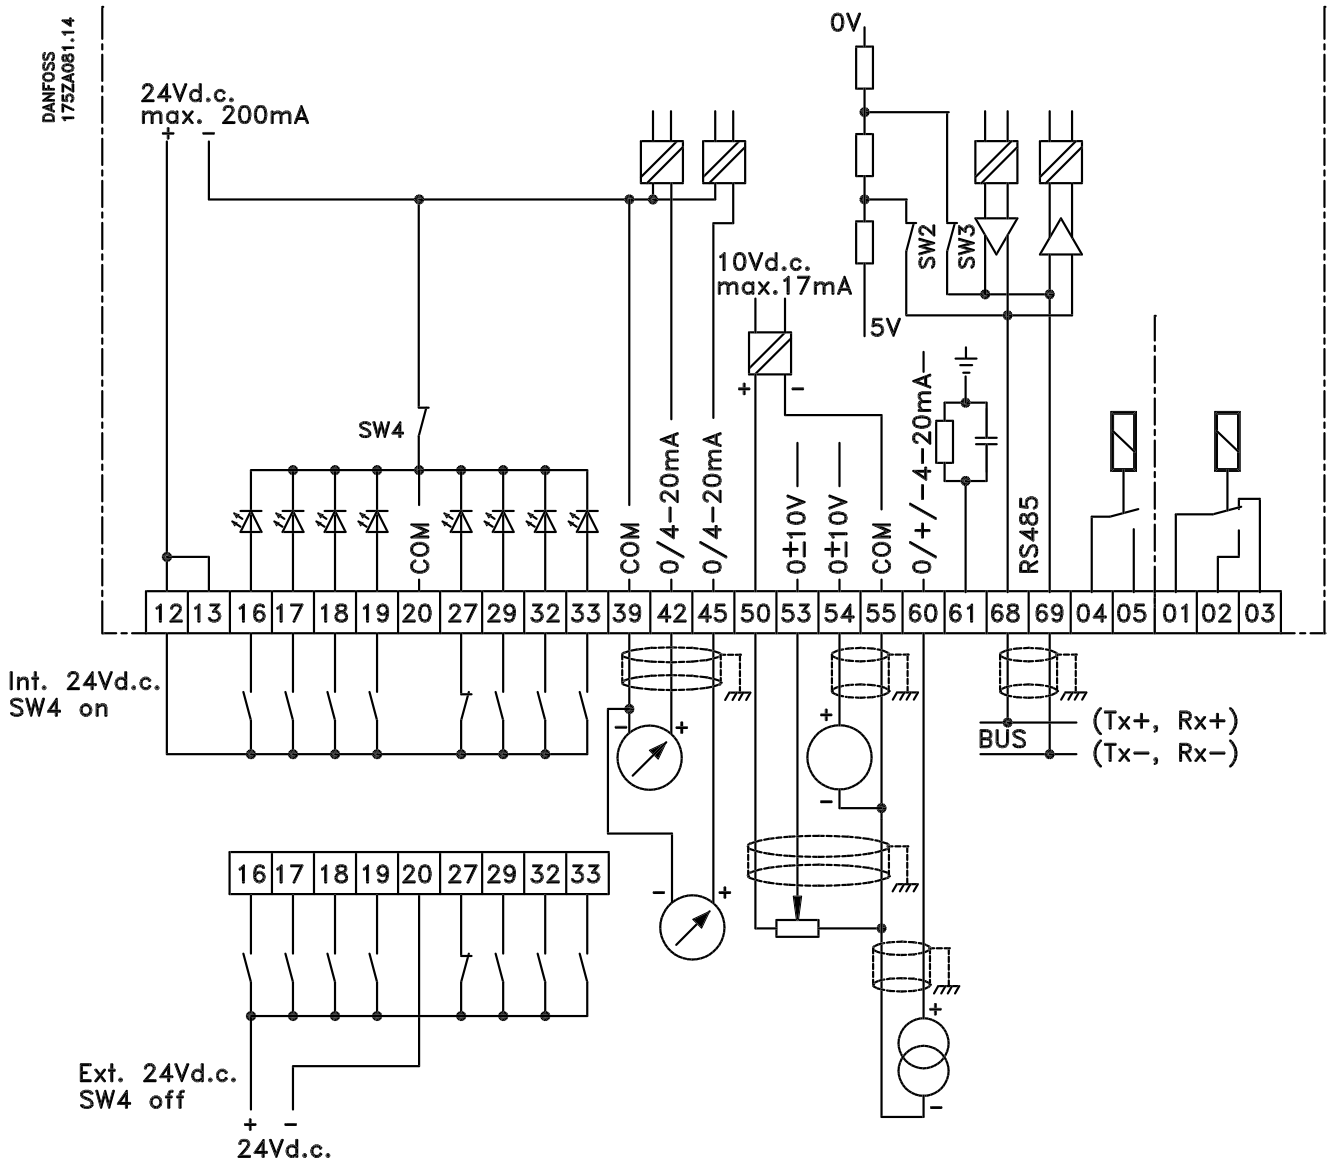 DANFOSS
175ZA081.14
24Vd.c.
max. 200mA
+ −
0V
SW2
SW3
10Vd.c.
max.17mA
5V
+ −
SW4
COM
COM
0/4-20mA
0/4-20mA
0±10V
0±10V
COM
0/+/-4-20mA
RS485
12 13 16 17 18 19 20 27 29 32 33 39 42 45 50 53 54 55 60 61 68 69 04 05 01 02 03
Int. 24Vd.c.
SW4 on
− +
+
−
BUS
(Tx+, Rx+)
(Tx−, Rx−)
16 17 18 19 20 27 29 32 33
− +
+
−
Ext. 24Vd.c.
SW4 off
+ −
24Vd.c.